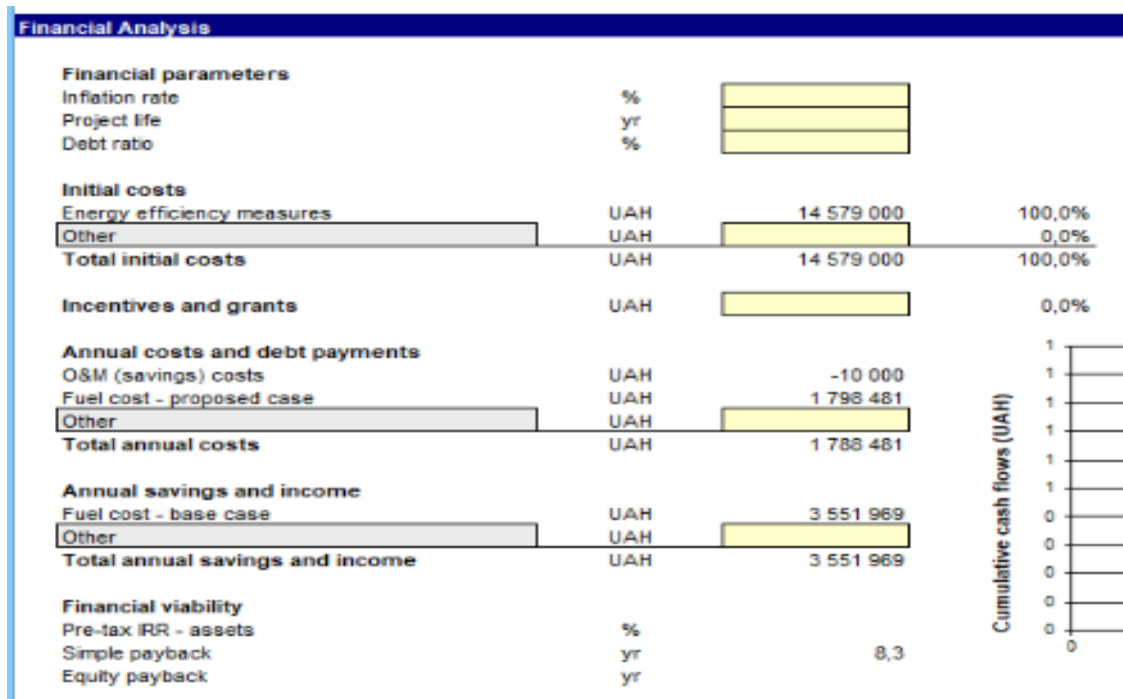 Financial Analysis
Financial parameters
Inflation rate %
Project life yr
Debt ratio %
Initial costs
Energy efficiency measures UAH 14 579 000 100,0%
Other UAH 0,0%
Total initial costs UAH 14 579 000 100,0%
Incentives and grants UAH 0,0%
Annual costs and debt payments
O&M (savings) costs UAH -10 000
Fuel cost - proposed case UAH 1 798 481
Other UAH
Total annual costs UAH 1 788 481
Annual savings and income
Fuel cost - base case UAH 3 551 969
Other UAH
Total annual savings and income UAH 3 551 969
Financial viability
Pre-tax IRR - assets %
Simple payback yr 8,3
Equity payback yr
Cumulative cash flows (UAH)
1
1
1
1
1
1
0
0
0
0
0
0